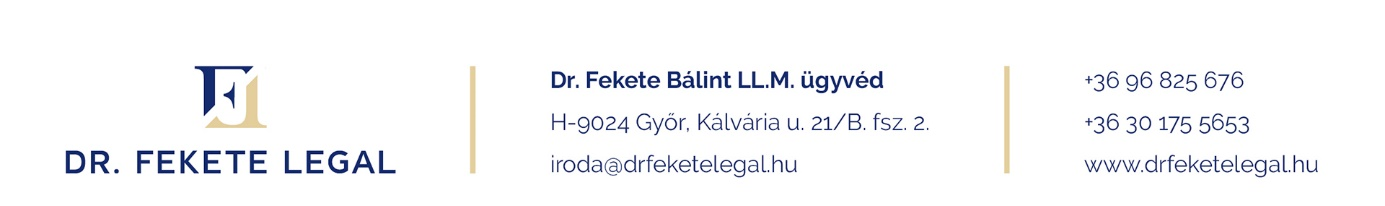 DR. FEKETE LEGAL
Dr. Fekete Bálint LL.M. ügyvéd
H-9024 Győr, Kálvária u. 21/B. fsz. 2.
iroda@drfeketelegal.hu
+36 96 825 676
+36 30 175 5653
www.drfeketelegal.hu